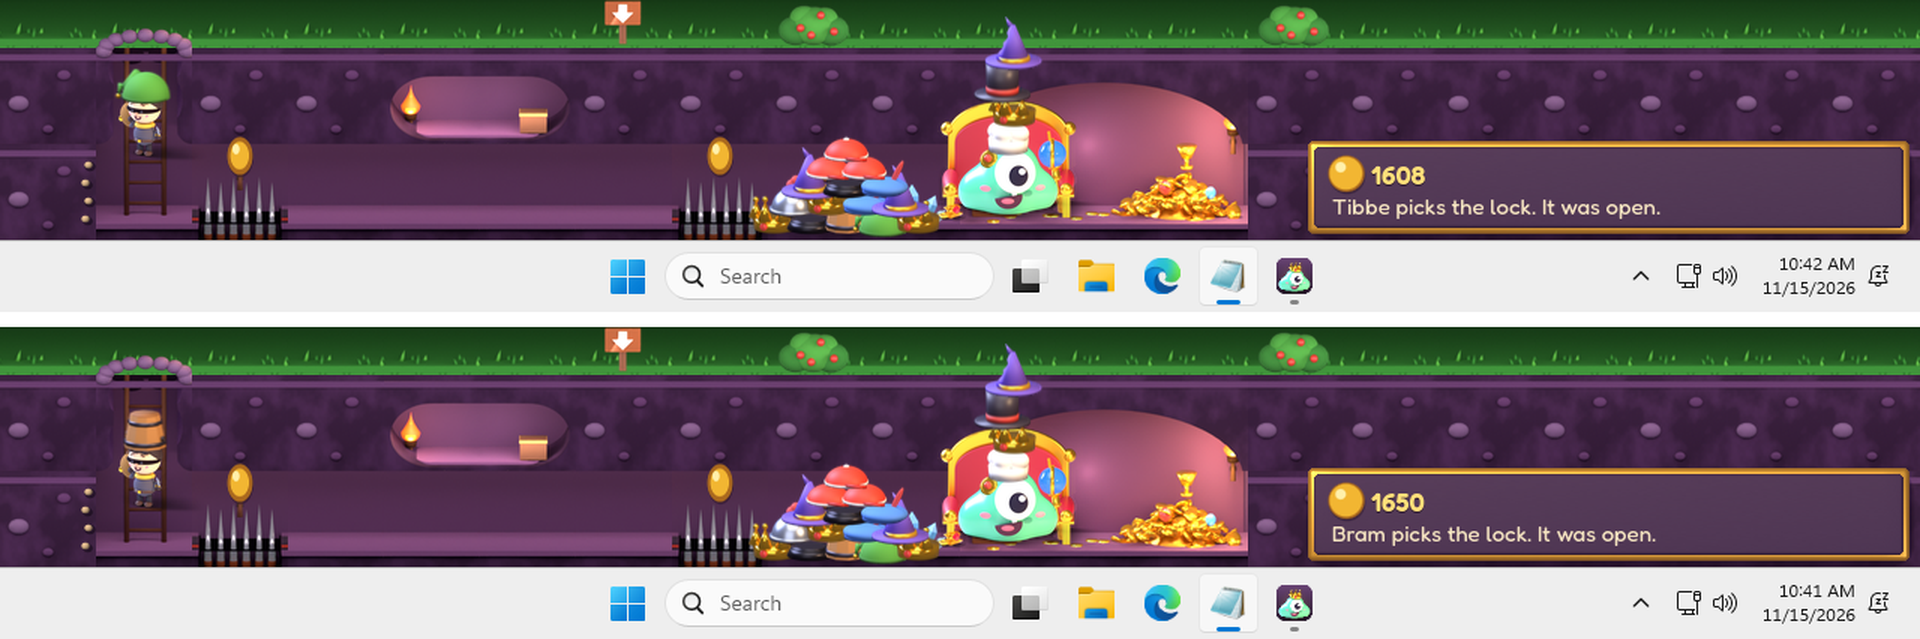 1608
Tibbe picks the lock. It was open.
Search
10:42 AM
11/15/2026
1650
Bram picks the lock. It was open.
Search
10:41 AM
11/15/2026